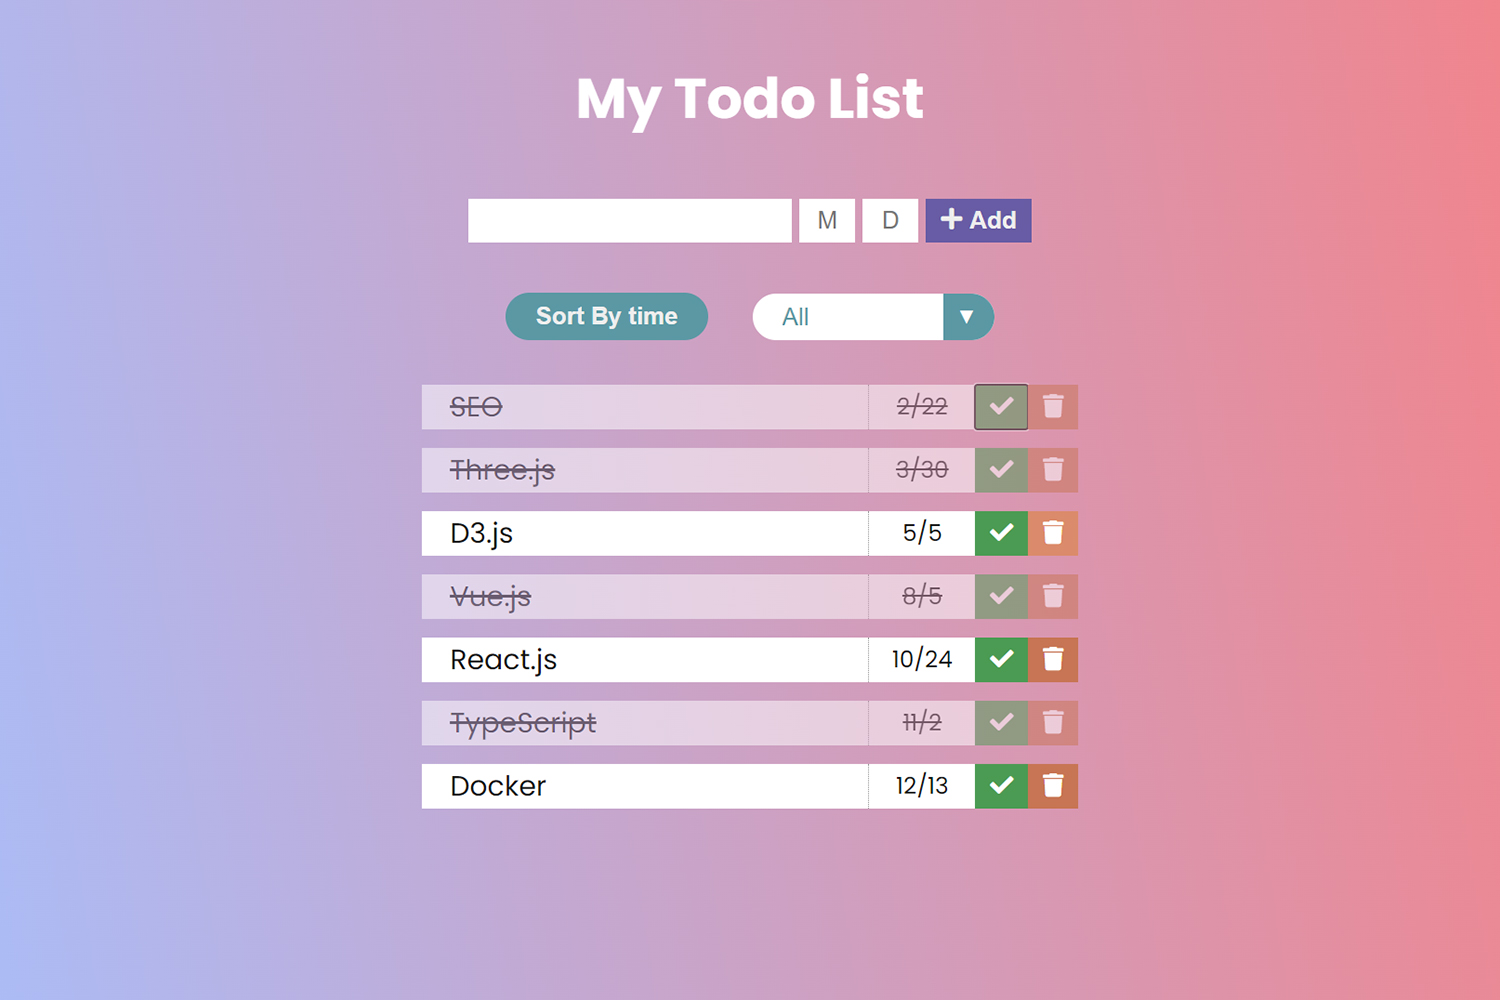 My Todo List
M D Add
Sort By time All
SEO 2/22
Three.js 3/30
D3.js 5/5
Vue.js 8/5
React.js 10/24
TypeScript 11/2
Docker 12/13